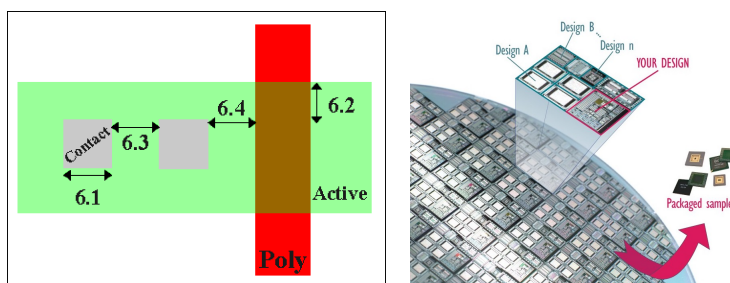 6.2
6.4
Contact
6.3
6.1
Active
Poly
Design B
Design n
Design A
YOUR DESIGN
Packaged sample